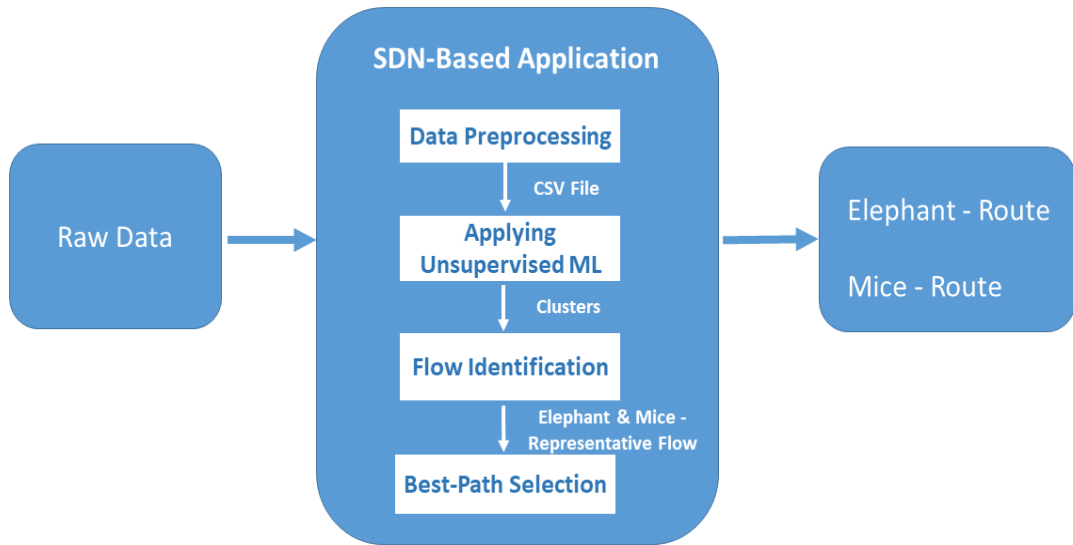 Raw Data
SDN-Based Application
Data Preprocessing
CSV File
Applying
Unsupervised ML
Clusters
Flow Identification
Elephant & Mice -
Representative Flow
Best-Path Selection
Elephant - Route
Mice - Route